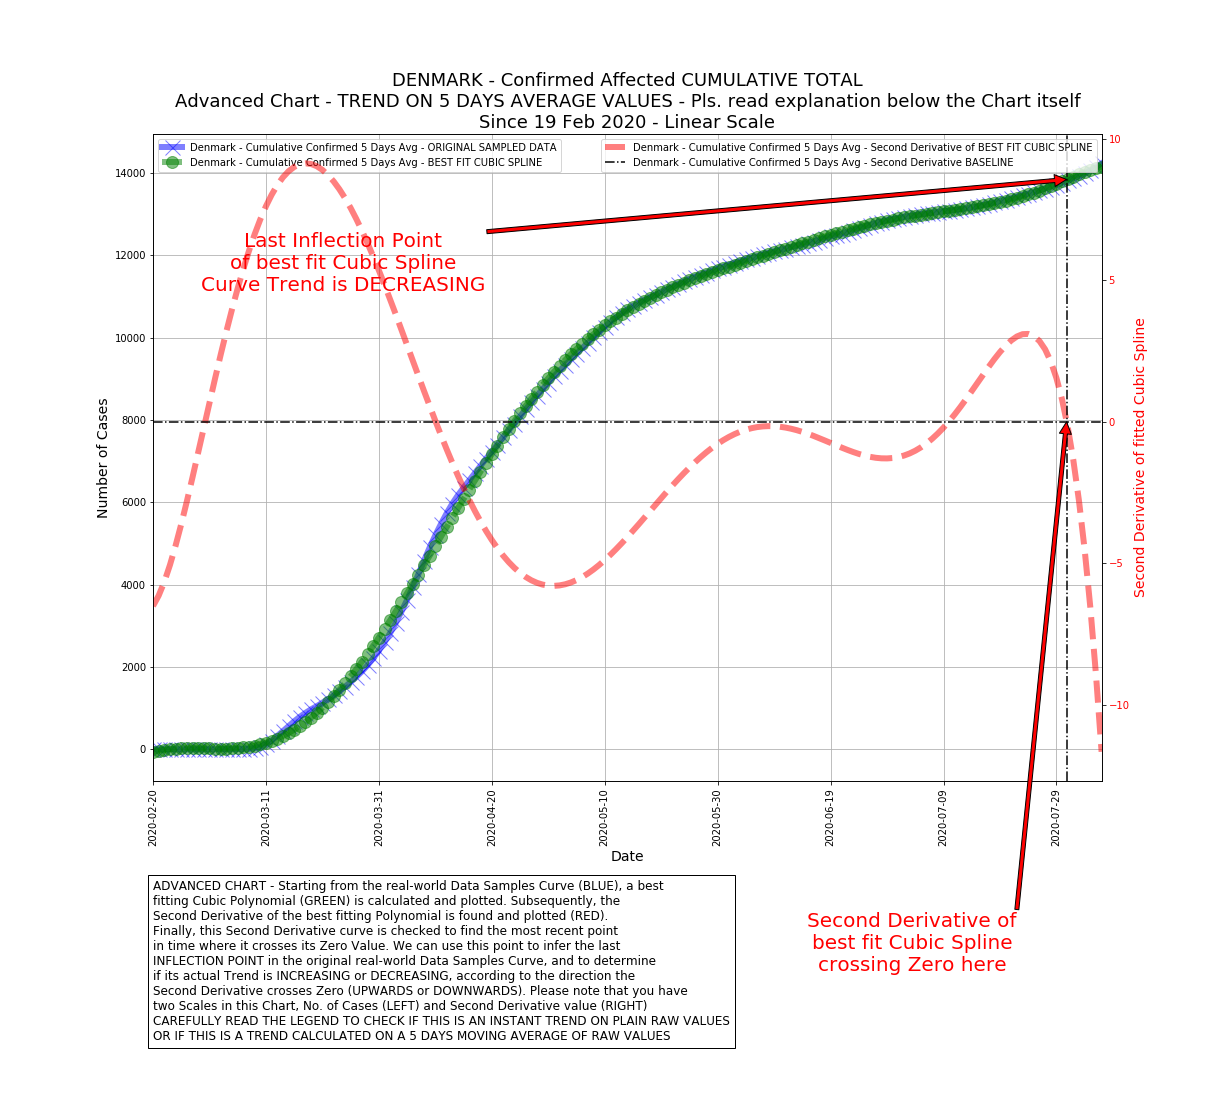 DENMARK - Confirmed Affected CUMULATIVE TOTAL
Advanced Chart - TREND ON 5 DAYS AVERAGE VALUES - Pls. read explanation below the Chart itself
Since 19 Feb 2020 - Linear Scale
Denmark - Cumulative Confirmed 5 Days Avg - ORIGINAL SAMPLED DATA
Denmark - Cumulative Confirmed 5 Days Avg - BEST FIT CUBIC SPLINE
Denmark - Cumulative Confirmed 5 Days Avg - Second Derivative of BEST FIT CUBIC SPLINE
Denmark - Cumulative Confirmed 5 Days Avg - Second Derivative BASELINE
Last Inflection Point
of best fit Cubic Spline
Curve Trend is DECREASING
Number of Cases
14000
12000
10000
8000
6000
4000
2000
0
10
5
0
−5
−10
Second Derivative of fitted Cubic Spline
2020-02-20
2020-03-11
2020-03-31
2020-04-20
2020-05-10
2020-05-30
2020-06-19
2020-07-09
2020-07-29
Date
ADVANCED CHART - Starting from the real-world Data Samples Curve (BLUE), a best
fitting Cubic Polynomial (GREEN) is calculated and plotted. Subsequently, the
Second Derivative of the best fitting Polynomial is found and plotted (RED).
Finally, this Second Derivative curve is checked to find the most recent point
in time where it crosses its Zero Value. We can use this point to infer the last
INFLECTION POINT in the original real-world Data Samples Curve, and to determine
if its actual Trend is INCREASING or DECREASING, according to the direction the
Second Derivative crosses Zero (UPWARDS or DOWNWARDS). Please note that you have
two Scales in this Chart, No. of Cases (LEFT) and Second Derivative value (RIGHT)
CAREFULLY READ THE LEGEND TO CHECK IF THIS IS AN INSTANT TREND ON PLAIN RAW VALUES
OR IF THIS IS A TREND CALCULATED ON A 5 DAYS MOVING AVERAGE OF RAW VALUES
Second Derivative of
best fit Cubic Spline
crossing Zero here